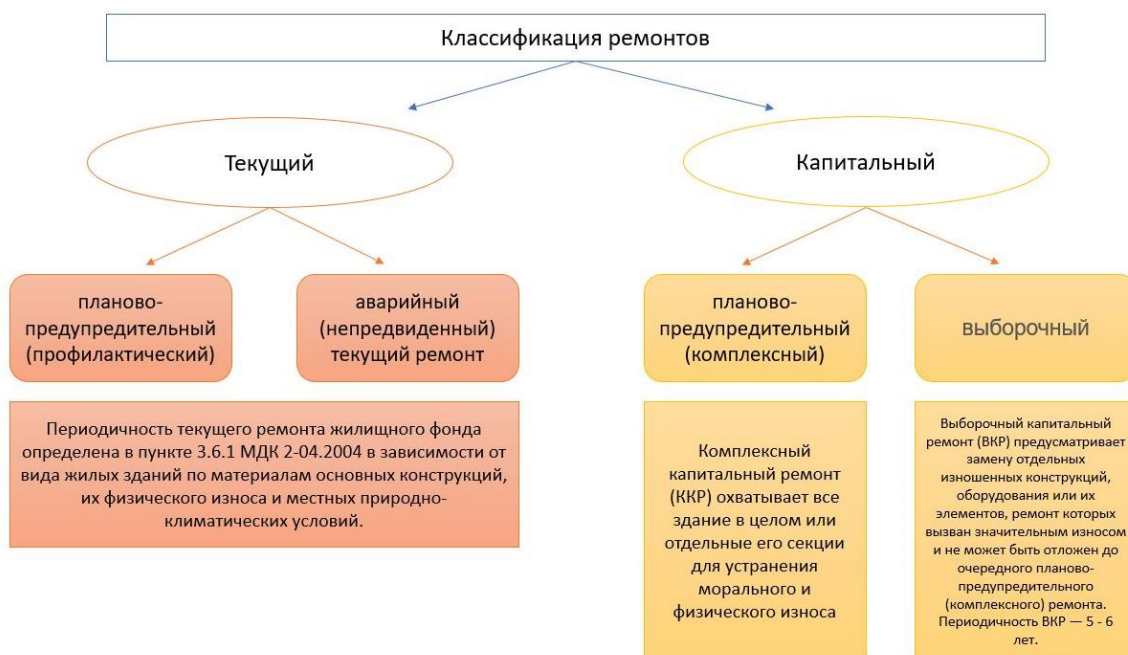 Классификация ремонтов
Текущий
Капитальный
планово-
предупредительный
(профилактический)
аварийный
(непредвиденный)
текущий ремонт
планово-
предупредительный
(комплексный)
выборочный
Периодичность текущего ремонта жилищного фонда
определена в пункте 3.6.1 МДК 2-04.2004 в зависимости от
вида жилых зданий по материалам основных конструкций,
их физического износа и местных природно-
климатических условий.
Комплексный
капитальный ремонт
(ККР) охватывает все
здание в целом или
отдельные его секции
для устранения
морального и
физического износа
Выборочный капитальный
ремонт (ВКР) предусматривает
замену отдельных
изношенных конструкций,
оборудования или их
элементов, ремонт которых
вызван значительным износом
и не может быть отложен до
очередного планово-
предупредительного
(комплексного) ремонта.
Периодичность ВКР — 5 - 6
лет.